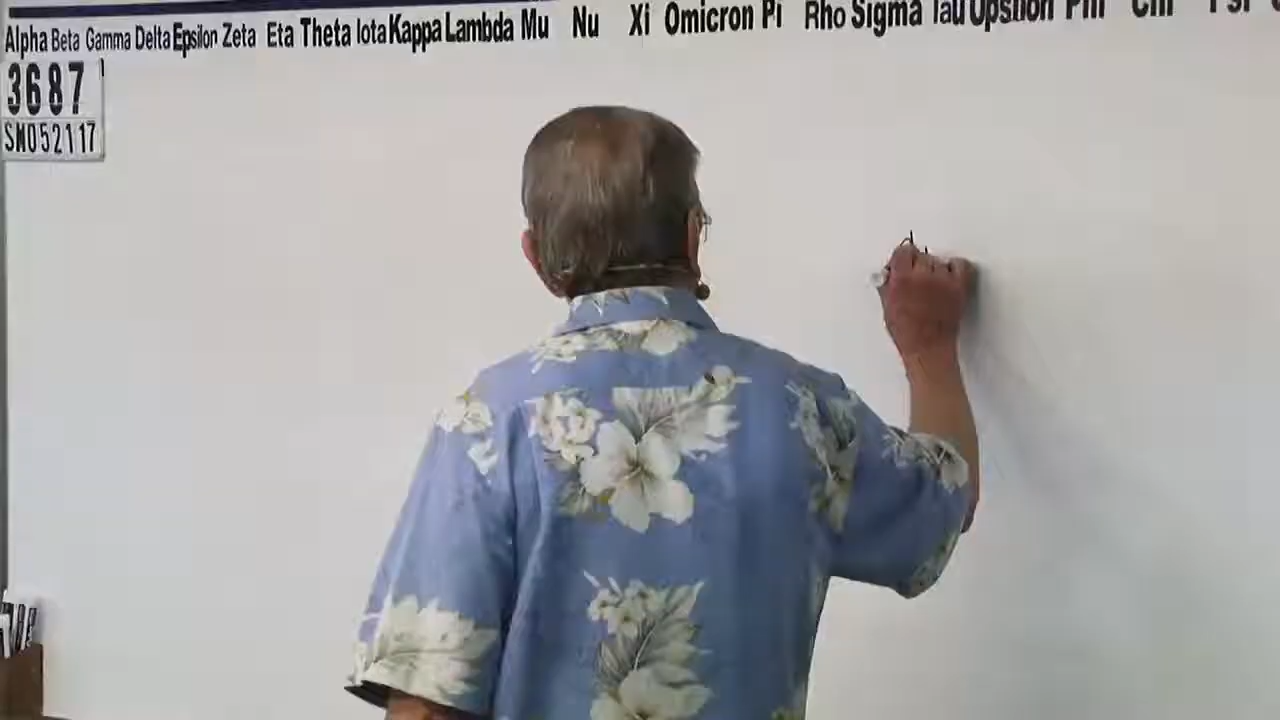 Alpha Beta Gamma Delta Epsilon Zeta Eta Theta Iota Kappa Lambda Mu Nu Xi Omicron Pi Rho Sigma Tau Upsilon Phi Chi Psi
3687
SM052117